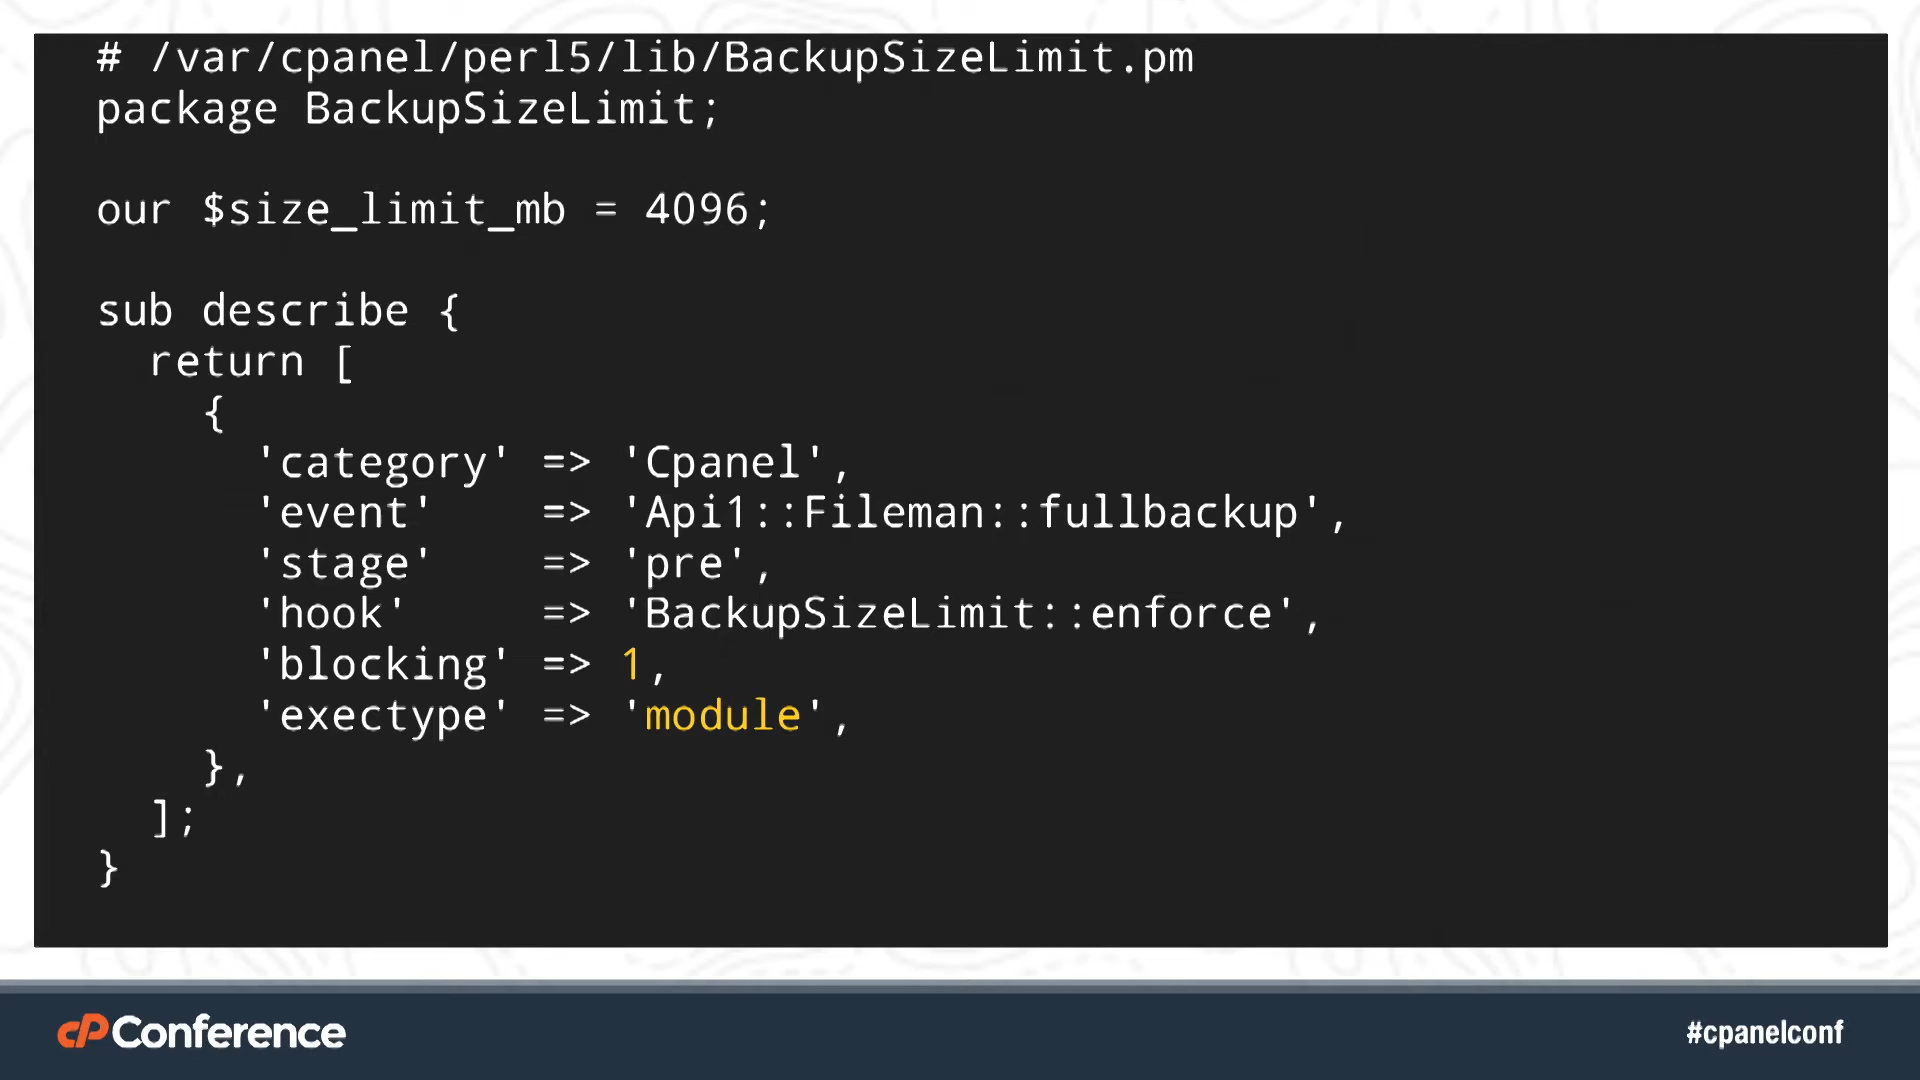 # /var/cpanel/perl5/lib/BackupSizeLimit.pm
package BackupSizeLimit;
our $size_limit_mb = 4096;
sub describe {
return [
{
'category' => 'Cpanel',
'event' => 'Api1::Fileman::fullbackup',
'stage' => 'pre',
'hook' => 'BackupSizeLimit::enforce',
'blocking' => 1,
'exectype' => 'module',
},
];
}
cP Conference
#cpanelconf